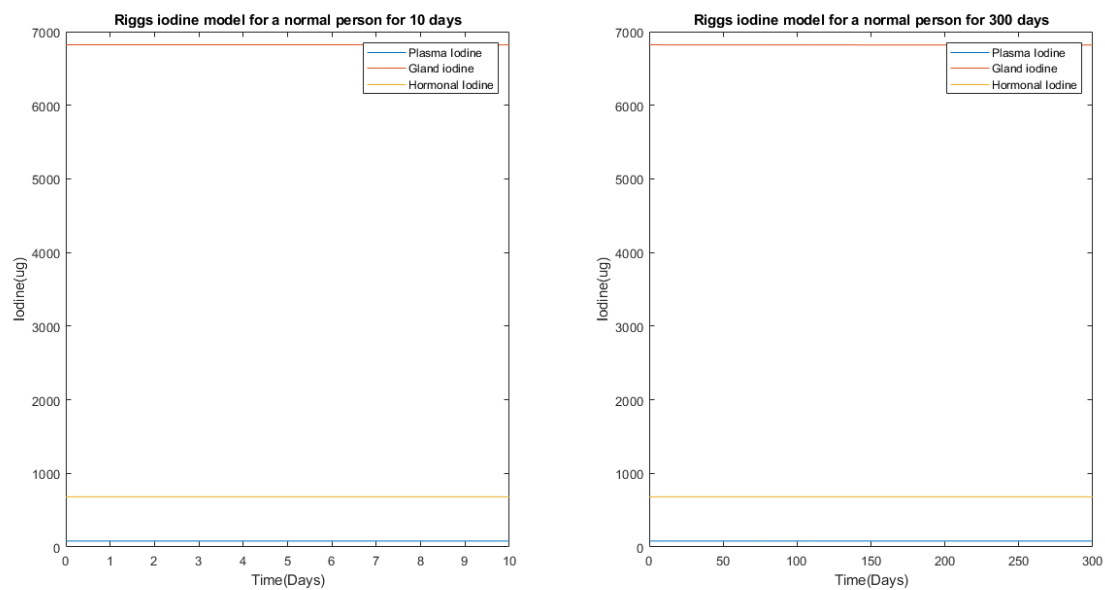 Riggs iodine model for a normal person for 10 days
7000
6000
5000
4000
3000
2000
1000
0
Iodine(ug)
Plasma Iodine
Gland iodine
Hormonal Iodine
0 1 2 3 4 5 6 7 8 9 10
Time(Days)
Riggs iodine model for a normal person for 300 days
7000
6000
5000
4000
3000
2000
1000
0
Iodine(ug)
Plasma Iodine
Gland iodine
Hormonal Iodine
0 50 100 150 200 250 300
Time(Days)